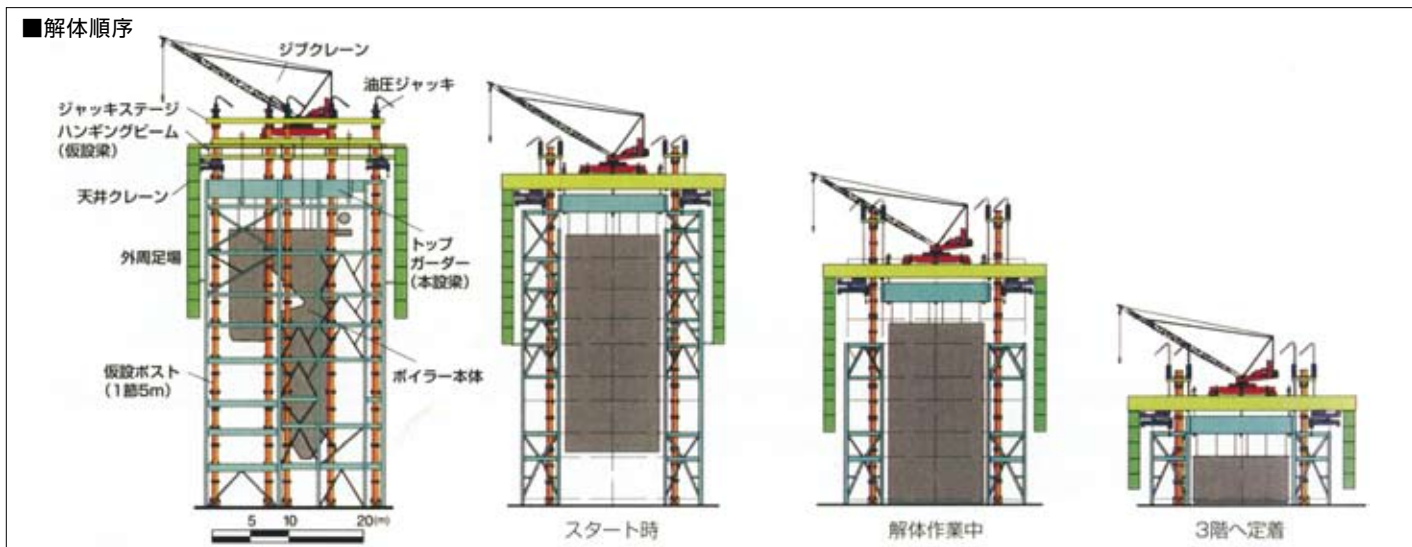 ■解体順序
ジブクレーン
油圧ジャッキ
ジャッキステージ
ハンギングビーム
(仮設梁)
天井クレーン
外周足場
トップ
ガーダー
(本設梁)
仮設ポスト
(1節5m)
ボイラー本体
5 10 20(m)
スタート時
解体作業中
3階へ定着